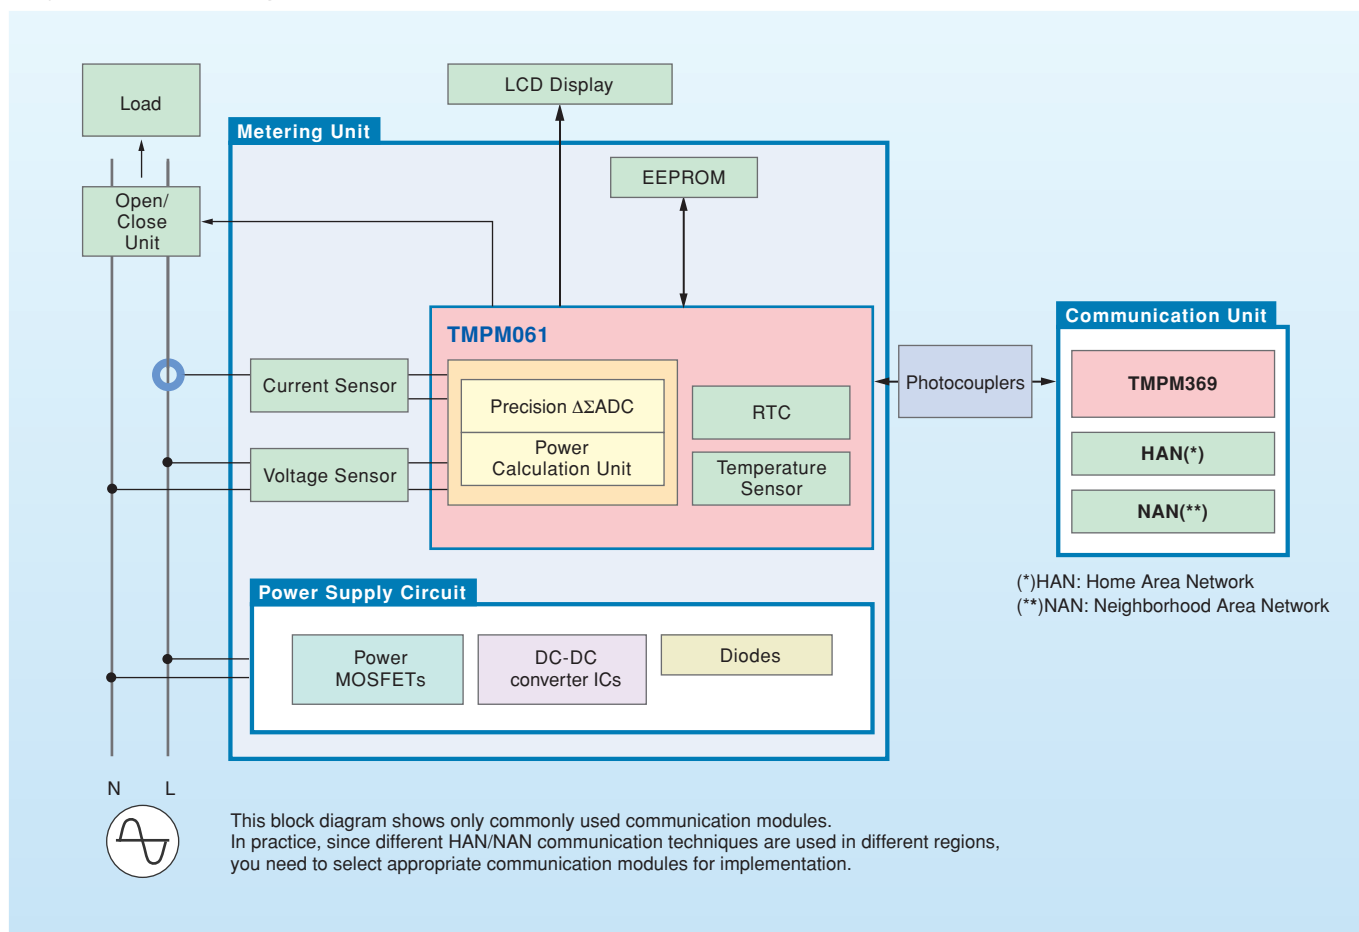 LCD Display
Load
Metering Unit
EEPROM
Open/
Close
Unit
TMPM061
Communication Unit
Current Sensor
Precision ΔΣADC
RTC
Photocouplers
TMPM369
Power
Calculation Unit
Voltage Sensor
Temperature
Sensor
HAN(*)
NAN(**)
(*)HAN: Home Area Network
(**)NAN: Neighborhood Area Network
Power Supply Circuit
Power
MOSFETs
DC-DC
converter ICs
Diodes
N L
This block diagram shows only commonly used communication modules.
In practice, since different HAN/NAN communication techniques are used in different regions,
you need to select appropriate communication modules for implementation.